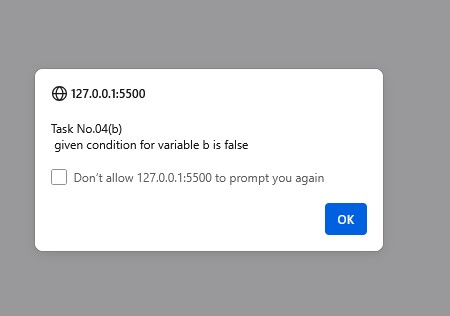 127.0.0.1:5500
Task No.04(b)
given condition for variable b is false
Don't allow 127.0.0.1:5500 to prompt you again
OK